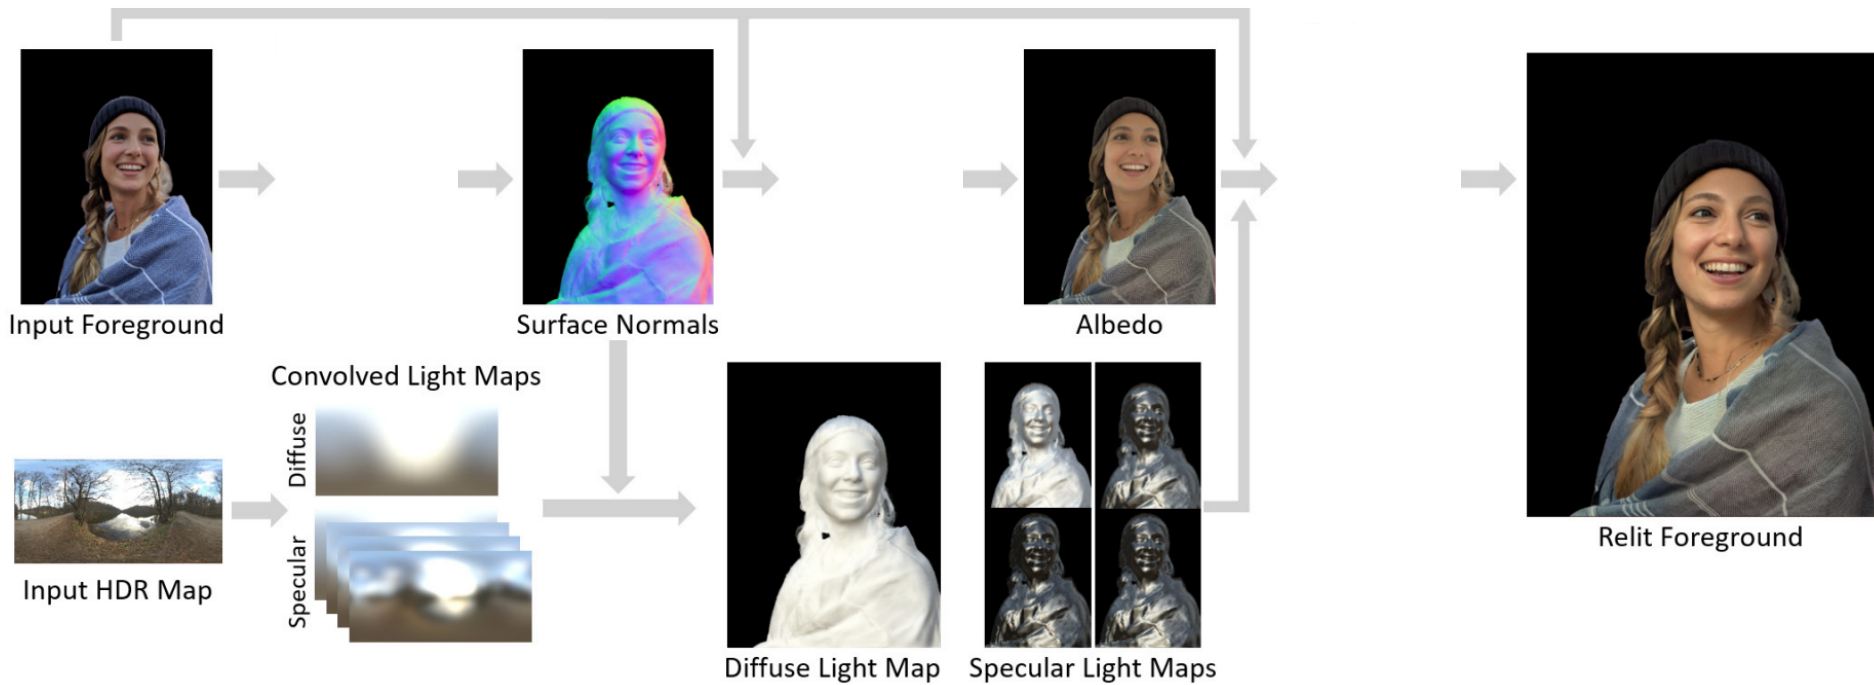 Input Foreground
Surface Normals
Albedo
Convolved Light Maps
Diffuse
Specular
Input HDR Map
Diffuse Light Map
Specular Light Maps
Relit Foreground